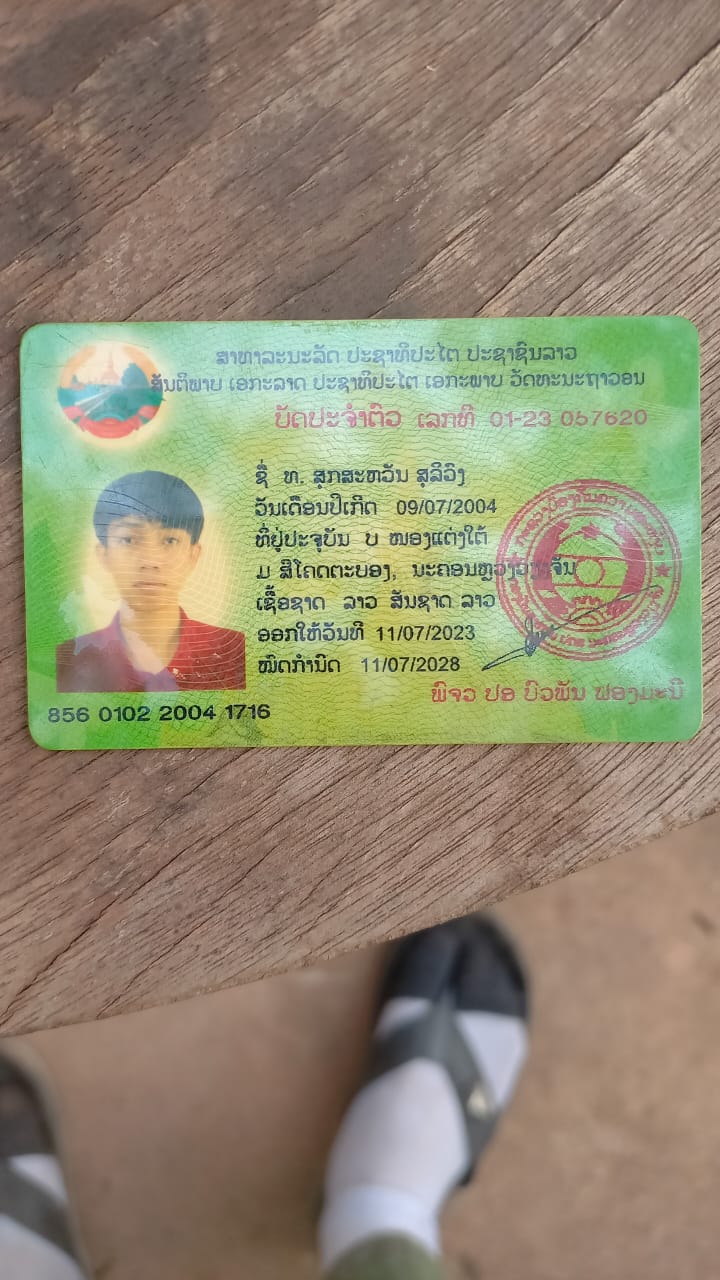 ສາທາລະນະລັດ ປະຊາທິປະໄຕ ປະຊາຊົນລາວ
ສັນຕິພາບ ເອກະລາດ ປະຊາທິປະໄຕ ເອກະພາບ ວັດທະນະຖາວອນ
ບັດປະຈຳຕົວ ເລກທີ 01-23 057620
ຊື່ ທ. ສຸກສະຫວັນ ສຸລິວົງ
ວັນເດືອນປີເກີດ 09/07/2004
ທີ່ຢູ່ປະຈຸບັນ ບ ໜອງແຕ່ງໃຕ້
ມ ສີໂຄດຕະບອງ, ນະຄອນຫຼວງວຽງຈັນ
ເຊື້ອຊາດ ລາວ ສັນຊາດ ລາວ
ອອກໃຫ້ວັນທີ 11/07/2023
ໝົດກຳນົດ 11/07/2028
ພົຈວ ປອ ບົວພັນ ຟອງມະນີ
856 0102 2004 1716